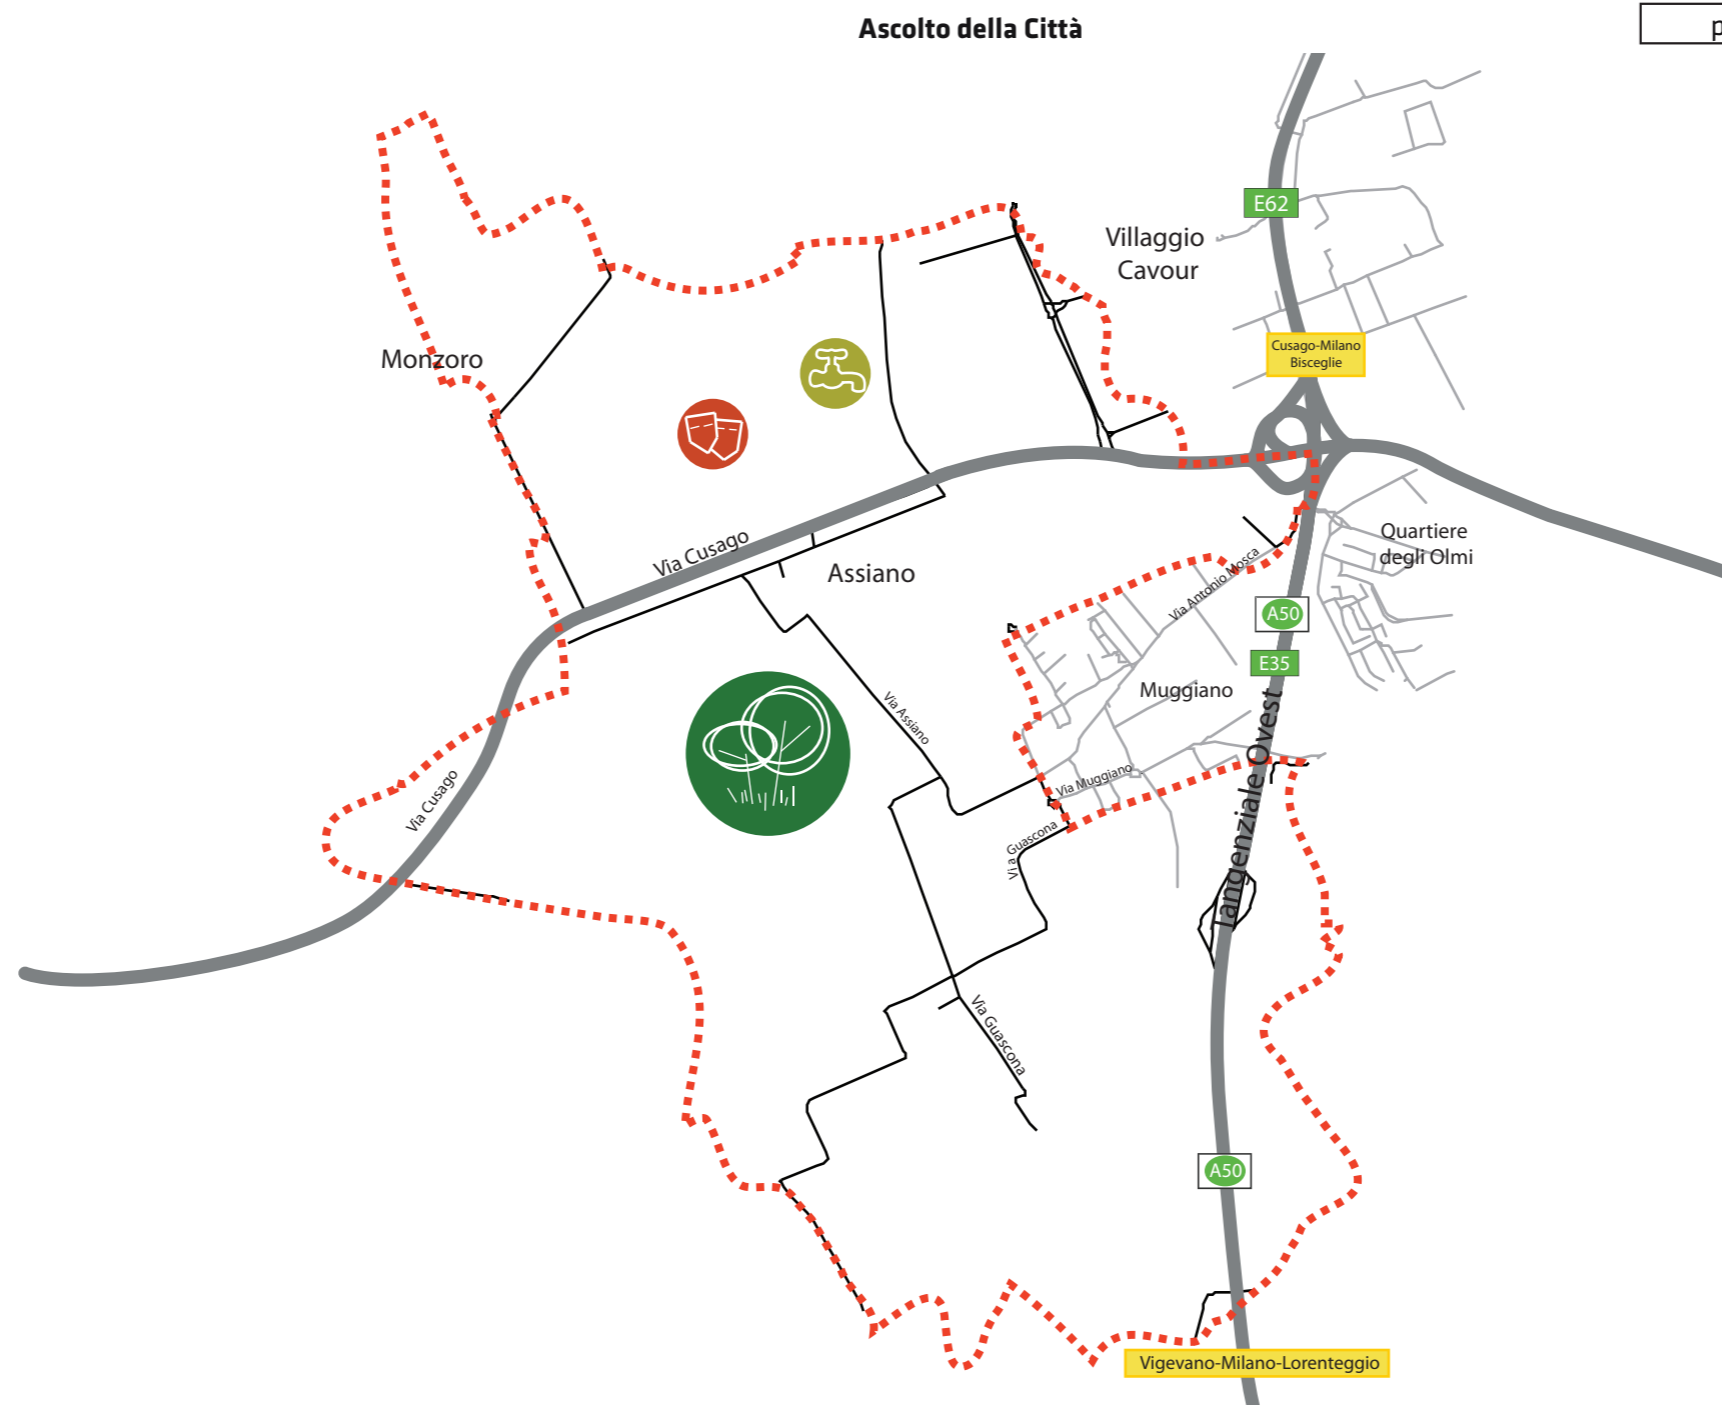 Ascolto della Città
p
E62
Villaggio
Cavour
Cusago-Milano
Bisceglie
Monzoro
Via Cusago
Assiano
Quartiere
degli Olmi
Via Antonio Mosca
A50
E35
Muggiano
Via Assiano
Tangenziale Ovest
Via Muggiano
Via Cusago
Via Guascona
Via Guascona
A50
Vigevano-Milano-Lorenteggio